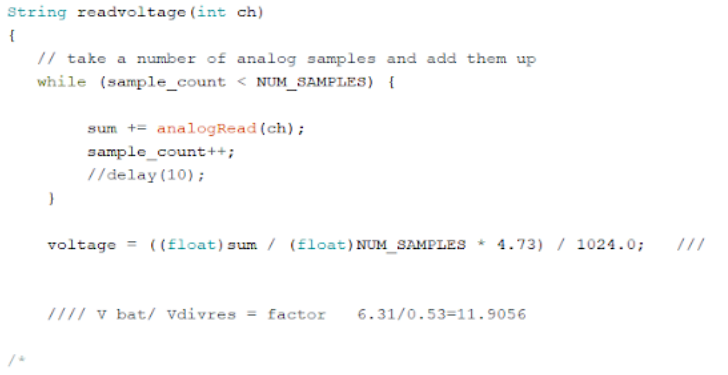 String readvoltage(int ch)
{
// take a number of analog samples and add them up
while (sample_count < NUM_SAMPLES) {
sum += analogRead(ch);
sample_count++;
//delay(10);
}
voltage = ((float)sum / (float)NUM_SAMPLES * 4.73) / 1024.0; ///
//// V bat/ Vdivres = factor 6.31/0.53=11.9056
/*